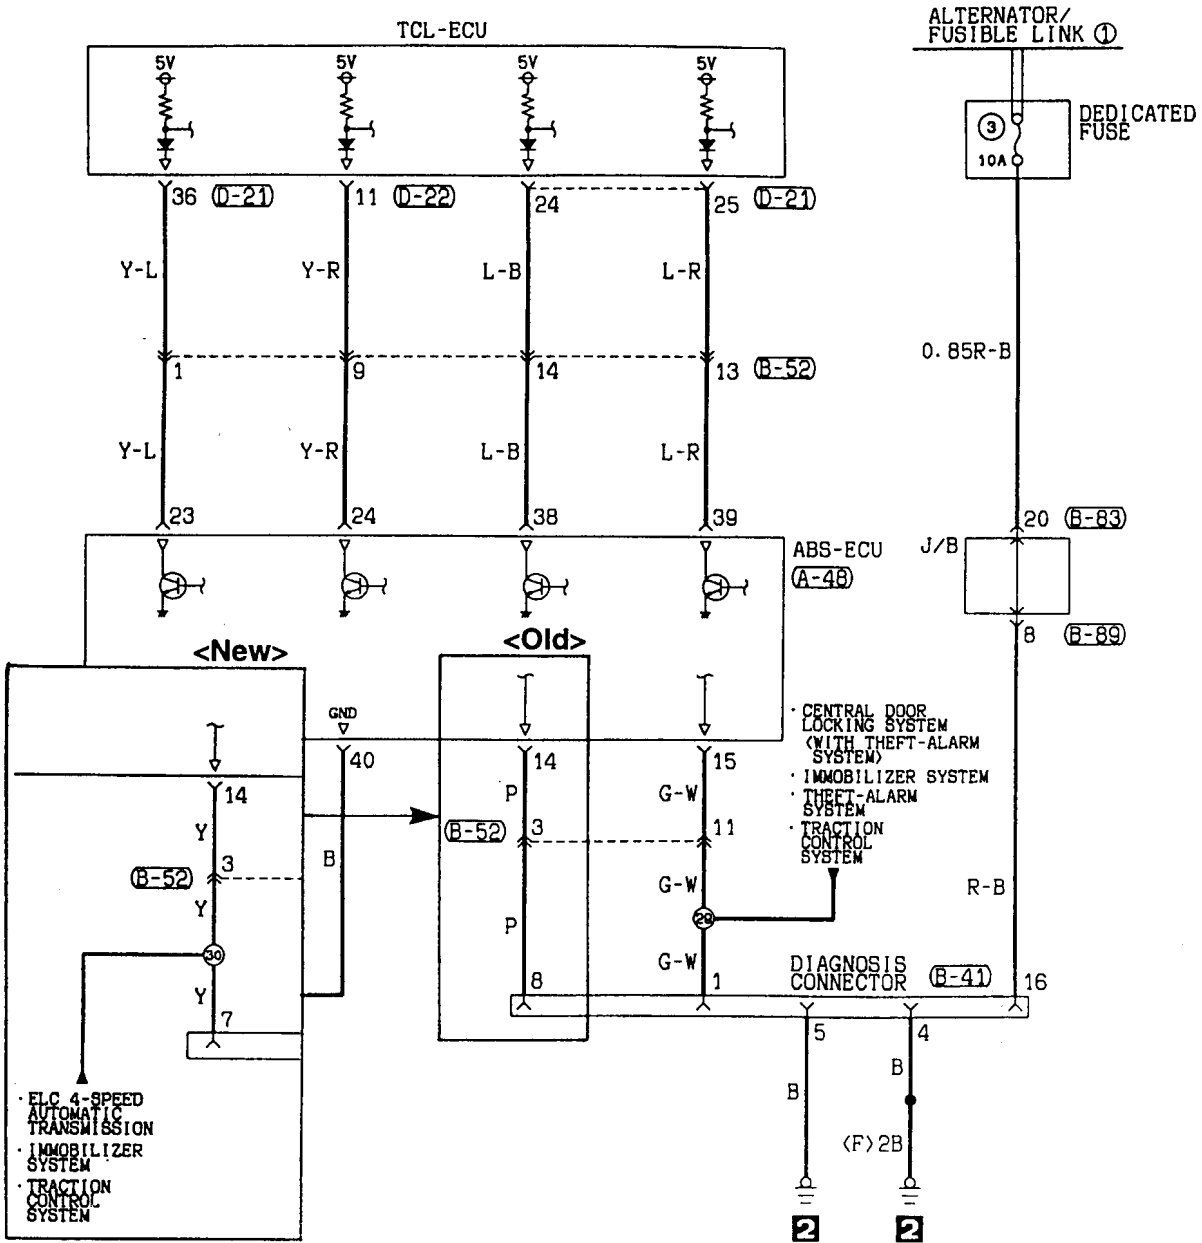 ALTERNATOR/
FUSIBLE LINK ①
TCL-ECU
5V 5V 5V 5V
DEDICATED
FUSE
③
10A
36 (D-21) 11 (D-22) 24 25 (D-21)
Y-L Y-R L-B L-R
0.85R-B
1 9 14 13 (B-52)
Y-L Y-R L-B L-R
23 24 38 39
20 (B-83)
J/B
ABS-ECU
(A-48)
8 (B-89)
<New>
<Old>
GND
· CENTRAL DOOR
LOCKING SYSTEM
<WITH THEFT-ALARM
SYSTEM>
· IMMOBILIZER SYSTEM
· THEFT-ALARM
SYSTEM
· TRACTION
CONTROL
SYSTEM
40 14 15
14
P G-W
Y
(B-52) 3 11
B
3
(B-52)
G-W
R-B
Y
P
29
30
G-W
DIAGNOSIS
CONNECTOR (B-41)
8 1 16
Y
7
5 4
B
B
<F>2B
2 2
· ELC 4-SPEED
AUTOMATIC
TRANSMISSION
· IMMOBILIZER
SYSTEM
· TRACTION
CONTROL
SYSTEM